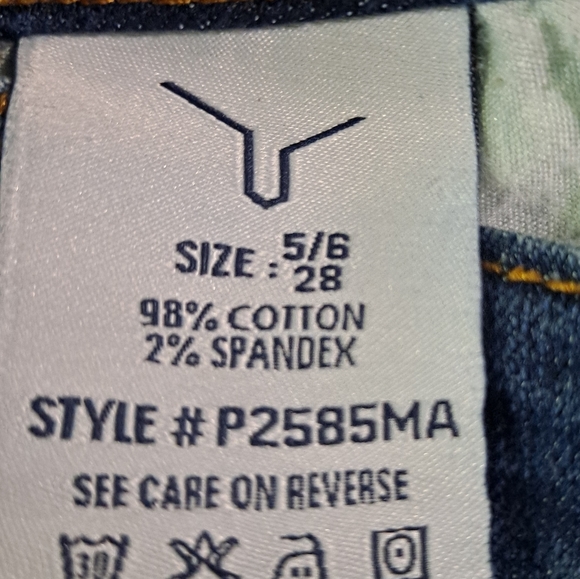 SIZE : 5/6
28
98% COTTON
2% SPANDEX
STYLE # P2585MA
SEE CARE ON REVERSE
30